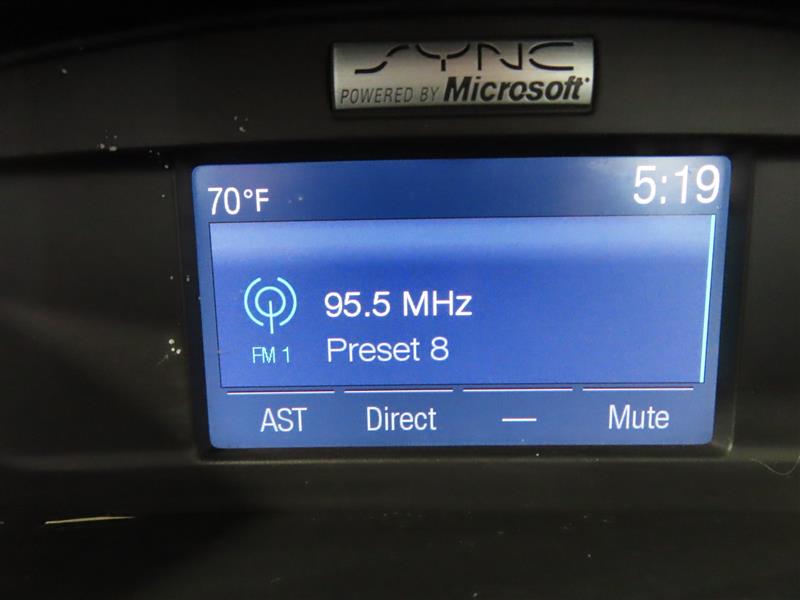 SYNC
POWERED BY Microsoft
70°F
5:19
95.5 MHz
FM 1
Preset 8
AST Direct — Mute